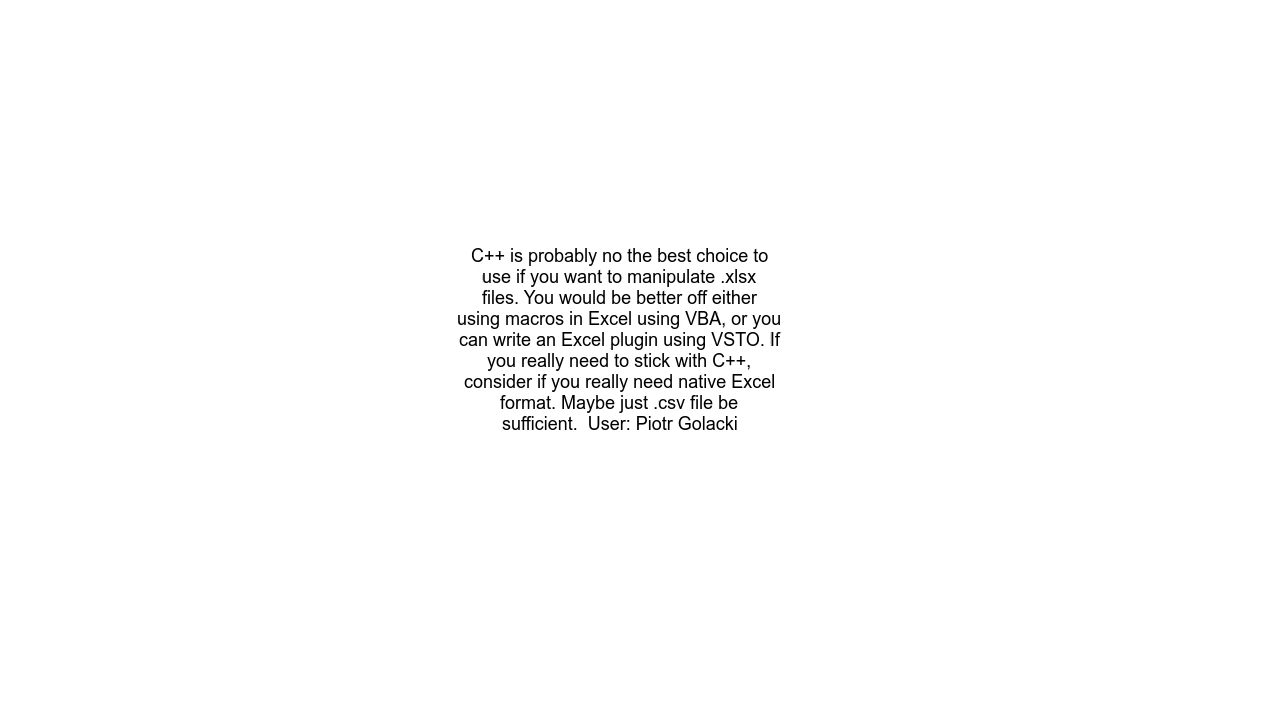 C++ is probably no the best choice to
use if you want to manipulate .xlsx
files. You would be better off either
using macros in Excel using VBA, or you
can write an Excel plugin using VSTO. If
you really need to stick with C++,
consider if you really need native Excel
format. Maybe just .csv file be
sufficient.  User: Piotr Golacki